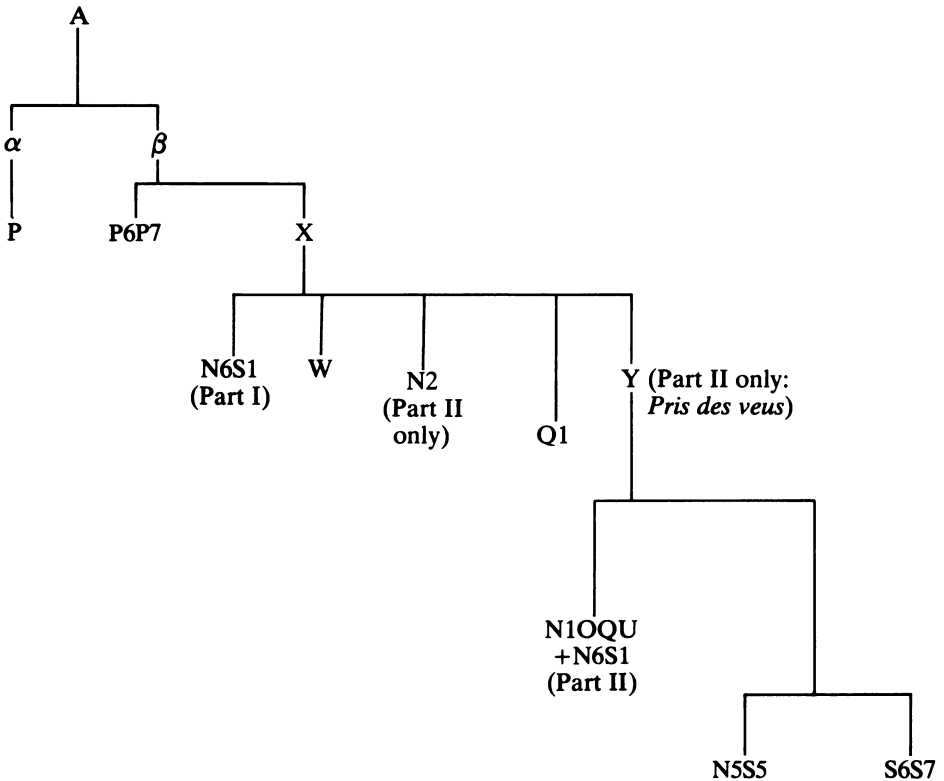 A
α
β
P
P6P7
X
N6S1
(Part I)
W
N2
(Part II
only)
Q1
Y (Part II only:
Pris des veus)
N1OQU
+N6S1
(Part II)
N5S5
S6S7